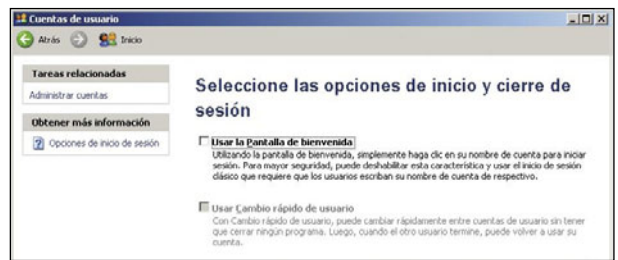 Cuentas de usuario
Atrás Inicio
Tareas relacionadas
Administrar cuentas
Obtener más información
Opciones de inicio de sesión
Seleccione las opciones de inicio y cierre de
sesión
Usar la Pantalla de bienvenida
Utilizando la pantalla de bienvenida, simplemente haga clic en su nombre de cuenta para iniciar
sesión. Para mayor seguridad, puede deshabilitar esta característica y usar el inicio de sesión
clásico que requiere que los usuarios escriban su nombre de cuenta de respectivo.
Usar Cambio rápido de usuario
Con Cambio rápido de usuario, puede cambiar rápidamente entre cuentas de usuario sin tener
que cerrar ningún programa. Luego, cuando el otro usuario termine, puede volver a usar su
cuenta.